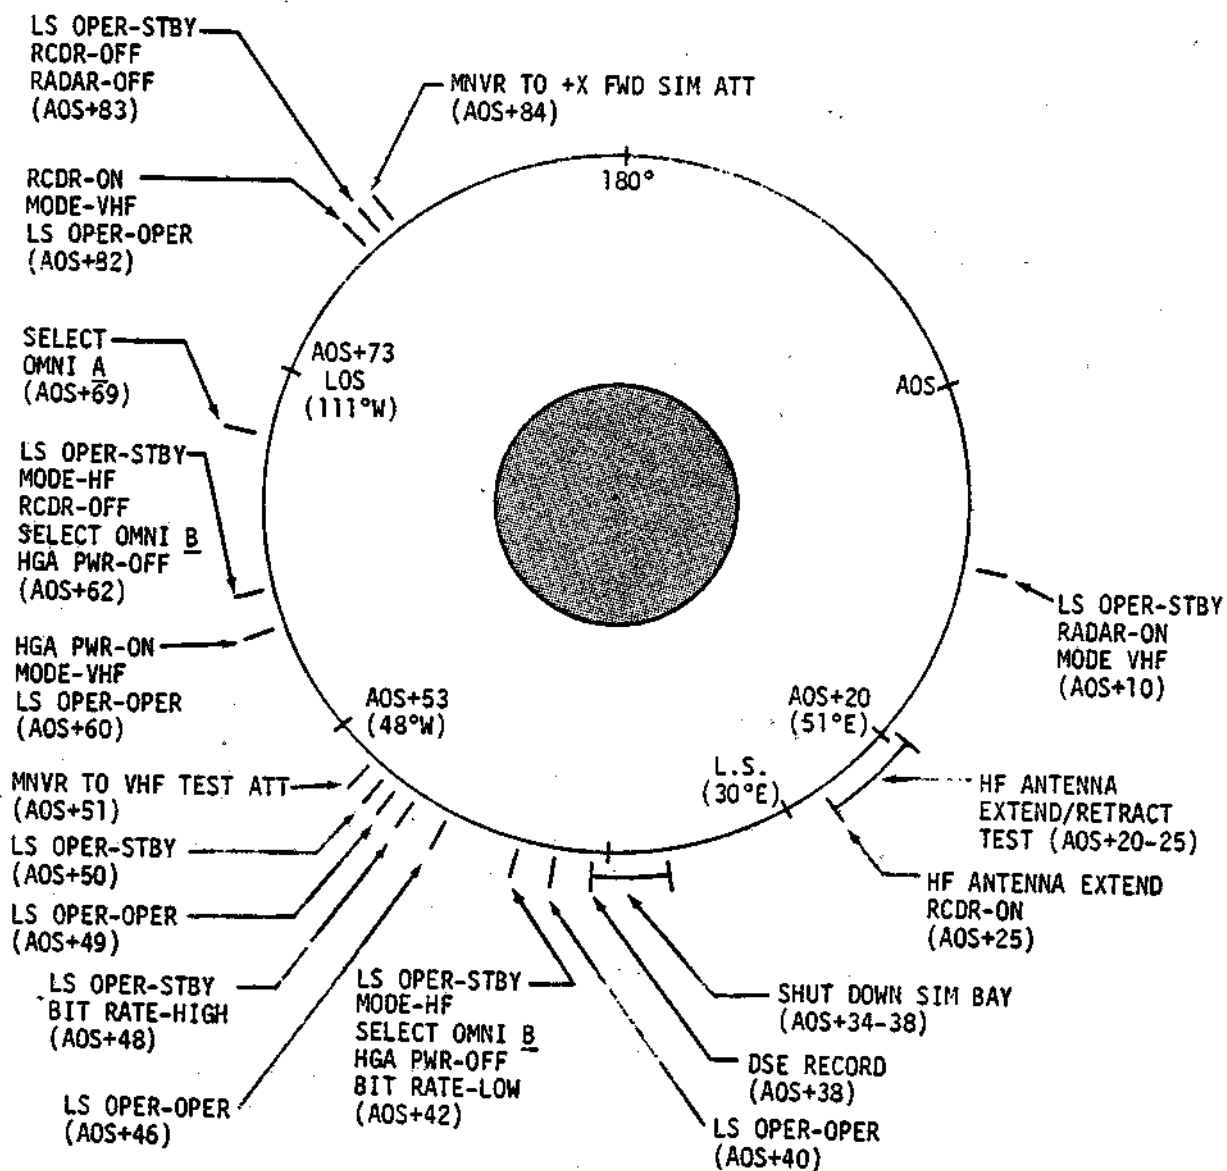 LS OPER-STBY
RCDR-OFF
RADAR-OFF
(AOS+83)
MNVR TO +X FWD SIM ATT
(AOS+84)
180°
RCDR-ON
MODE-VHF
LS OPER-OPER
(AOS+82)
SELECT
OMNI A
(AOS+69)
AOS+73
LOS
(111°W)
AOS
LS OPER-STBY
MODE-HF
RCDR-OFF
SELECT OMNI B
HGA PWR-OFF
(AOS+62)
LS OPER-STBY
RADAR-ON
MODE VHF
(AOS+10)
HGA PWR-ON
MODE-VHF
LS OPER-OPER
(AOS+60)
AOS+53
(48°W)
AOS+20
(51°E)
L.S.
(30°E)
MNVR TO VHF TEST ATT
(AOS+51)
HF ANTENNA
EXTEND/RETRACT
TEST (AOS+20-25)
LS OPER-STBY
(AOS+50)
HF ANTENNA EXTEND
RCDR-ON
(AOS+25)
LS OPER-OPER
(AOS+49)
LS OPER-STBY
BIT RATE-HIGH
(AOS+48)
LS OPER-STBY
MODE-HF
SELECT OMNI B
HGA PWR-OFF
BIT RATE-LOW
(AOS+42)
SHUT DOWN SIM BAY
(AOS+34-38)
DSE RECORD
(AOS+38)
LS OPER-OPER
(AOS+46)
LS OPER-OPER
(AOS+40)